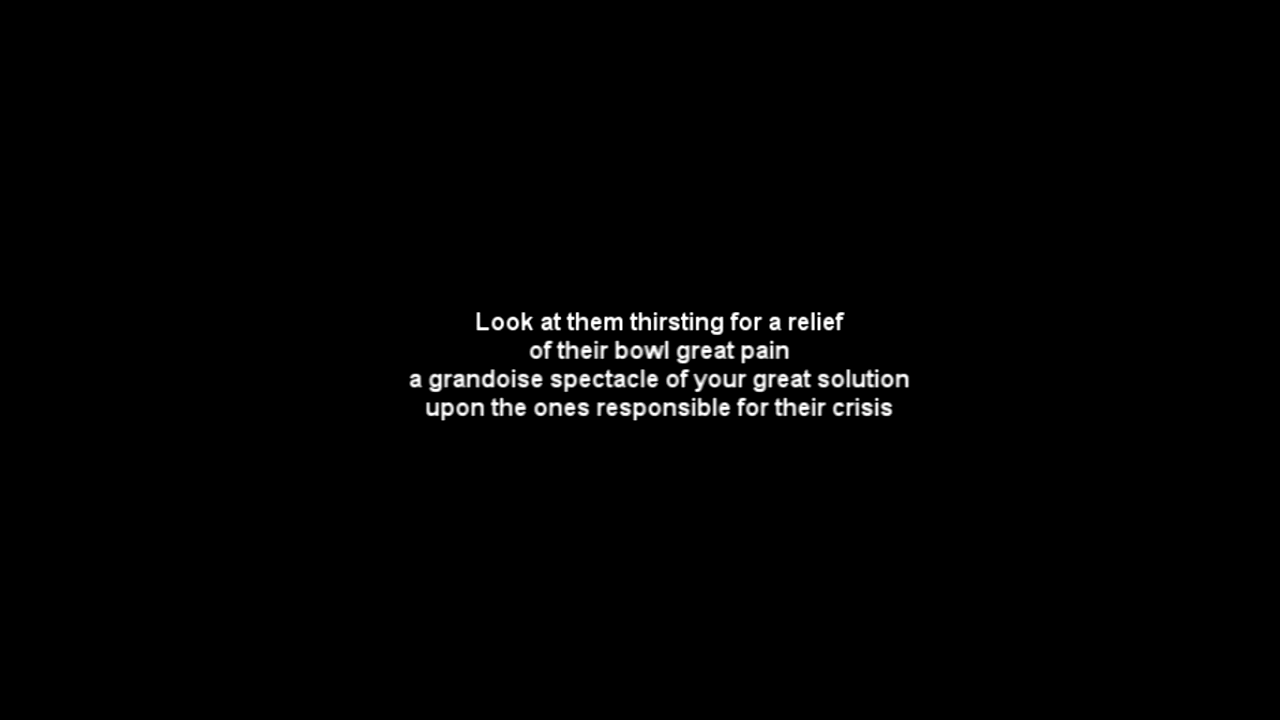 Look at them thirsting for a relief
of their bowl great pain
a grandoise spectacle of your great solution
upon the ones responsible for their crisis